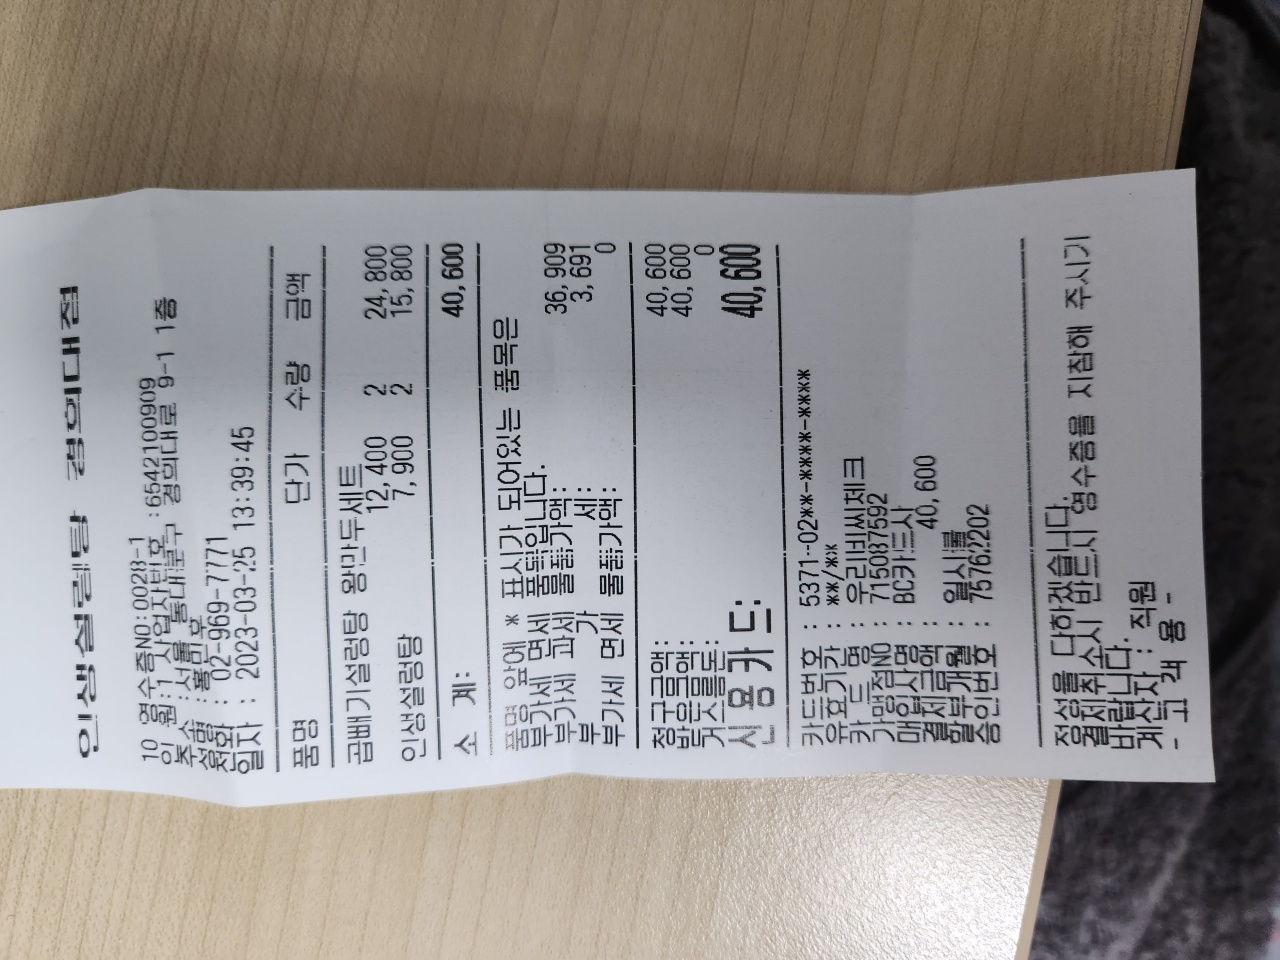 인생설렁탕 경희대점
10 영수증NO:0028-1
인 원:1 사업자번호 :6542100909
주소 :서울 동대문구 경희대로 9-1 1층
성명 :홍민우
전화 : 02-969-7771
일자 : 2023-03-25 13:39:45
품명 단가 수량 금액
곱빼기설렁탕 왕만두세트
12,400 2 24,800
인생설렁탕 7,900 2 15,800
소 계: 40,600
품명 앞에 * 표시가 되어있는 품목은
부가세 면세 품목입니다.
부가세 과세 물품가액: 36,909
부 가 세: 3,691
부가세 면세 물품가액: 0
청구금액: 40,600
받은금액: 40,600
거스름돈: 0
신용카드: 40,600
카드번호 : 5371-02**-****-****
유효기간 : **/**
카 드 명 : 우리비씨체크
가맹점NO : 715087592
매입사명 : BC카드사
결제금액 : 40,600
할부개월 : 일시불
승인번호 : 75762202
정성을 다하겠습니다.
결제취소시 반드시 영수증을 지참해 주시기
바랍니다.
계산자 : 직원
- 고 객 용 -